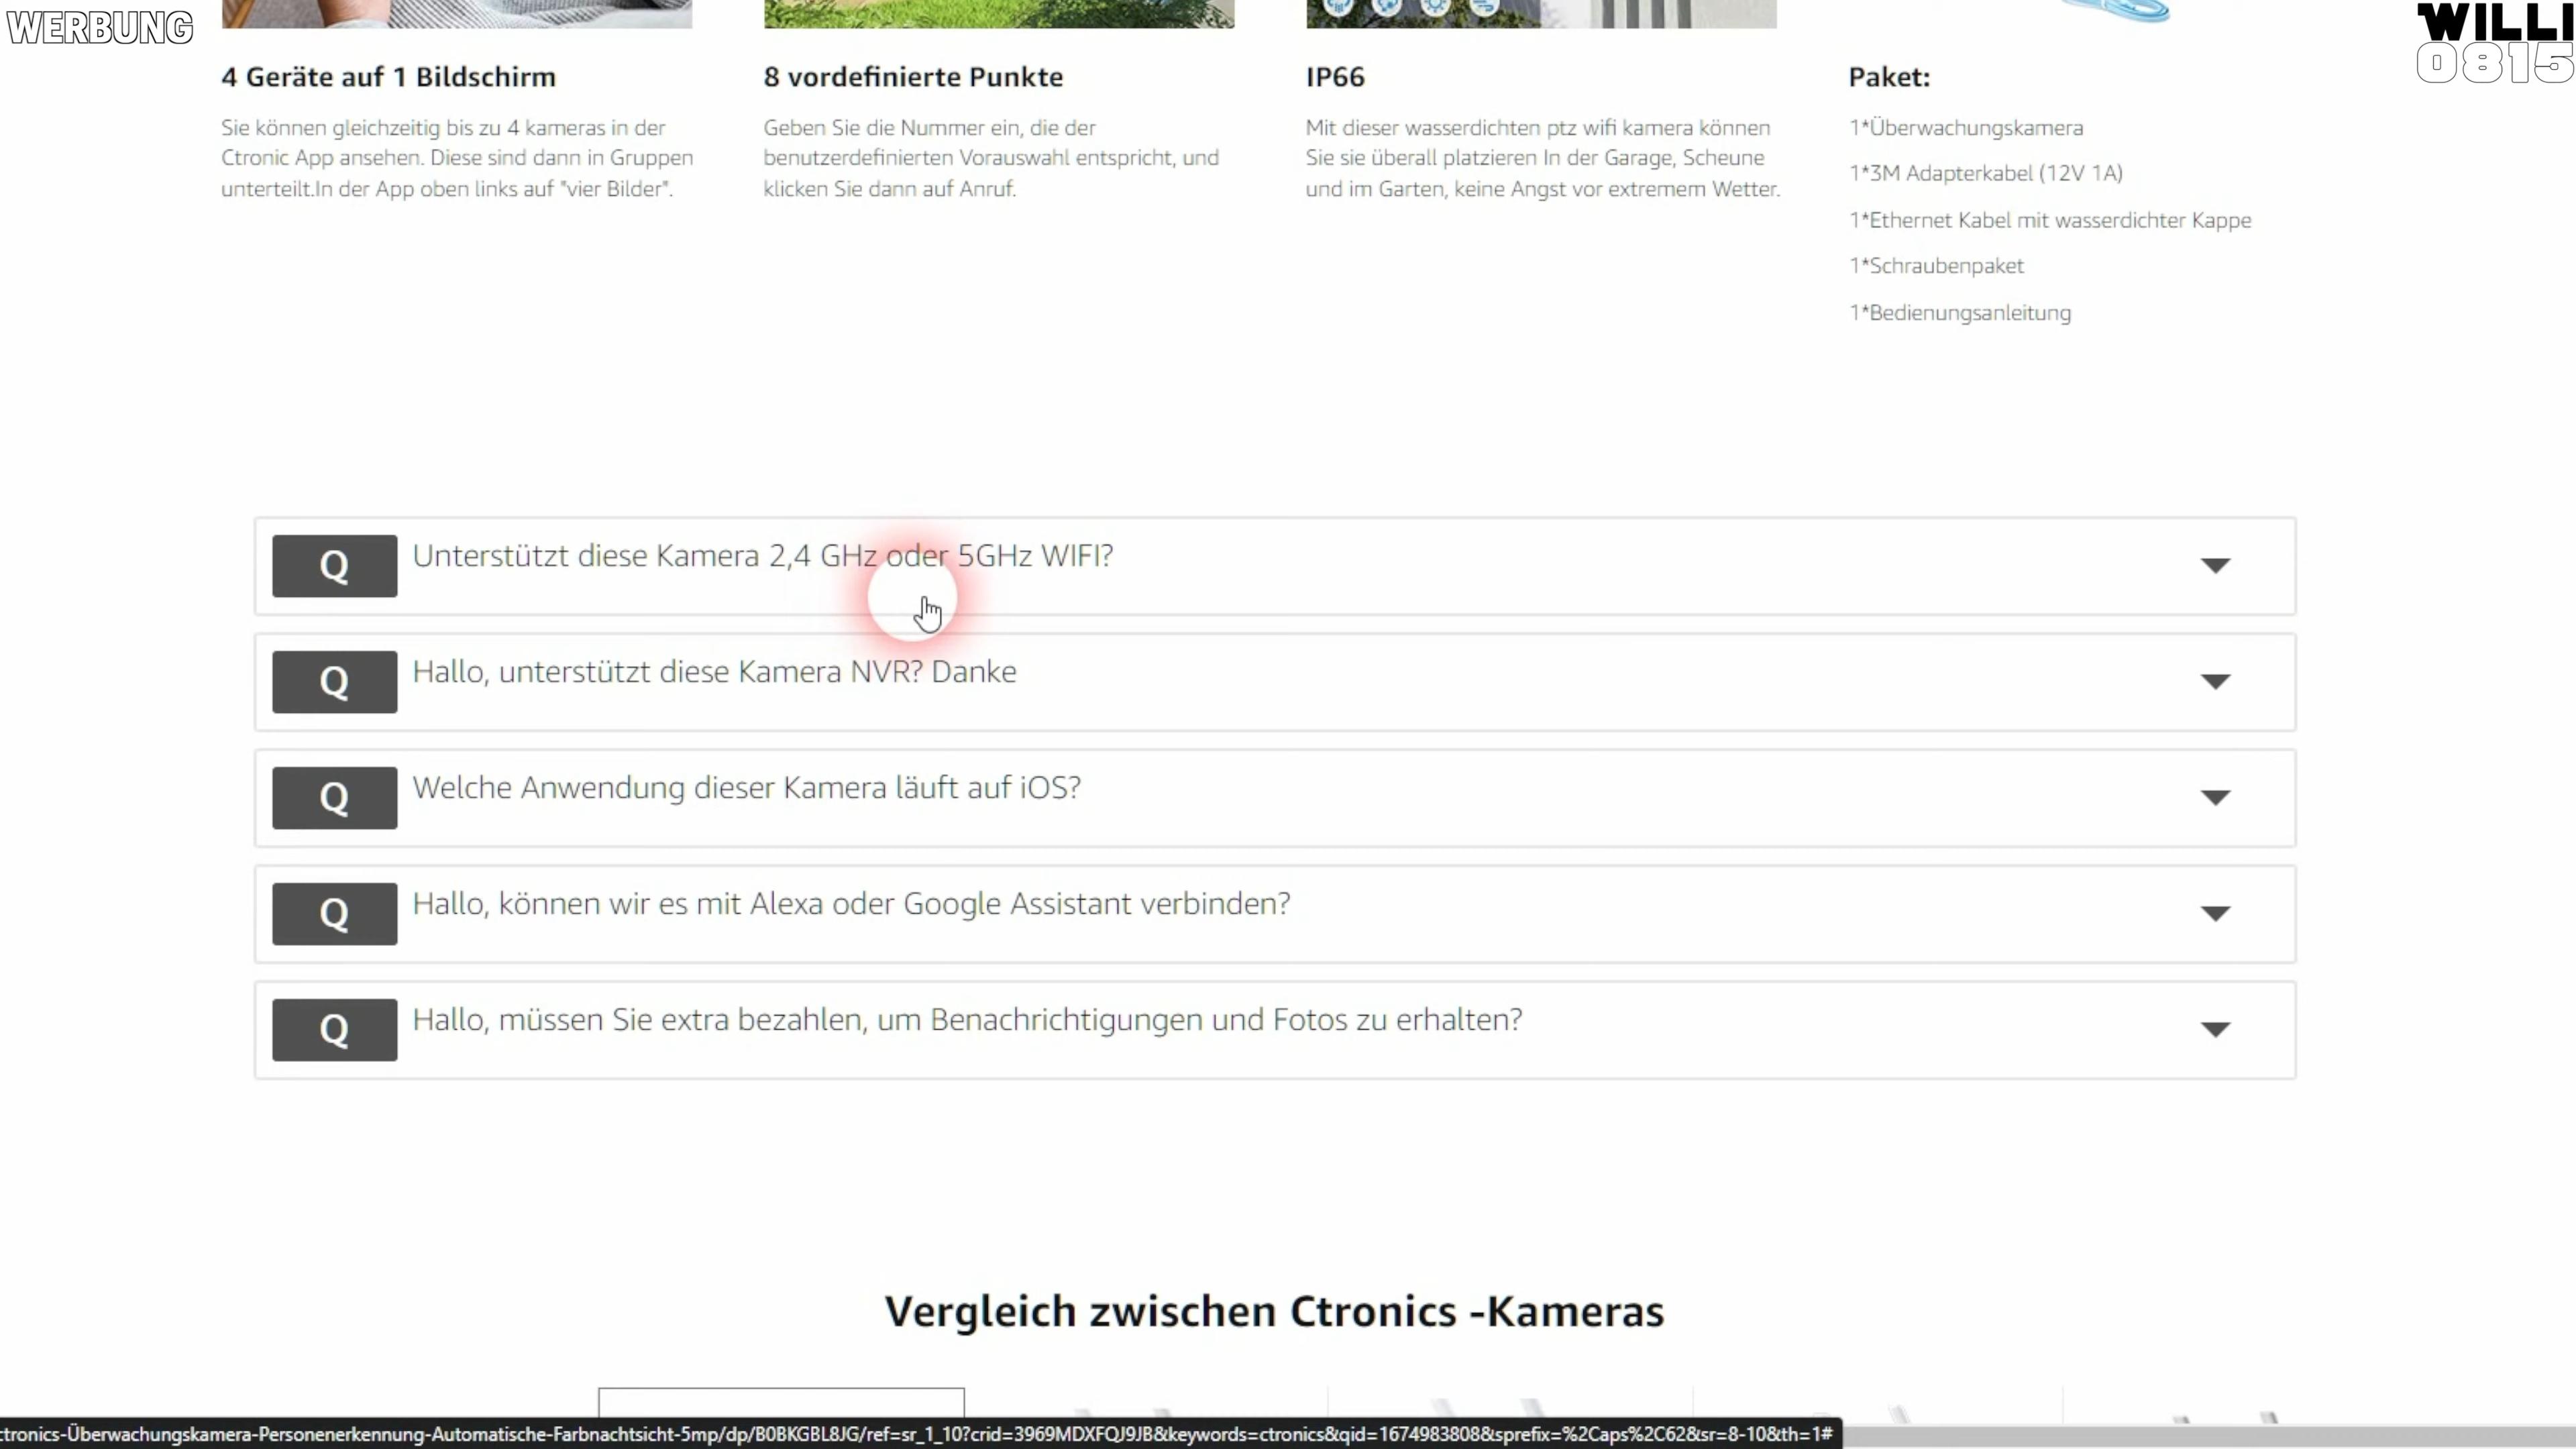 WERBUNG
WILLI
0815
4 Geräte auf 1 Bildschirm
Sie können gleichzeitig bis zu 4 kameras in der
Ctronic App ansehen. Diese sind dann in Gruppen
unterteilt.In der App oben links auf "vier Bilder".
8 vordefinierte Punkte
Geben Sie die Nummer ein, die der
benutzerdefinierten Vorauswahl entspricht, und
klicken Sie dann auf Anruf.
IP66
Mit dieser wasserdichten ptz wifi kamera können
Sie sie überall platzieren In der Garage, Scheune
und im Garten, keine Angst vor extremem Wetter.
Paket:
1*Überwachungskamera
1*3M Adapterkabel (12V 1A)
1*Ethernet Kabel mit wasserdichter Kappe
1*Schraubenpaket
1*Bedienungsanleitung
Q Unterstützt diese Kamera 2,4 GHz oder 5GHz WIFI?
Q Hallo, unterstützt diese Kamera NVR? Danke
Q Welche Anwendung dieser Kamera läuft auf iOS?
Q Hallo, können wir es mit Alexa oder Google Assistant verbinden?
Q Hallo, müssen Sie extra bezahlen, um Benachrichtigungen und Fotos zu erhalten?
Vergleich zwischen Ctronics -Kameras
ctronics-Überwachungskamera-Personenerkennung-Automatische-Farbnachtsicht-5mp/dp/B0BKGBL8JG/ref=sr_1_10?crid=3969MDXFQJ9JB&keywords=ctronics&qid=1674983808&sprefix=%2Caps%2C62&sr=8-10&th=1#